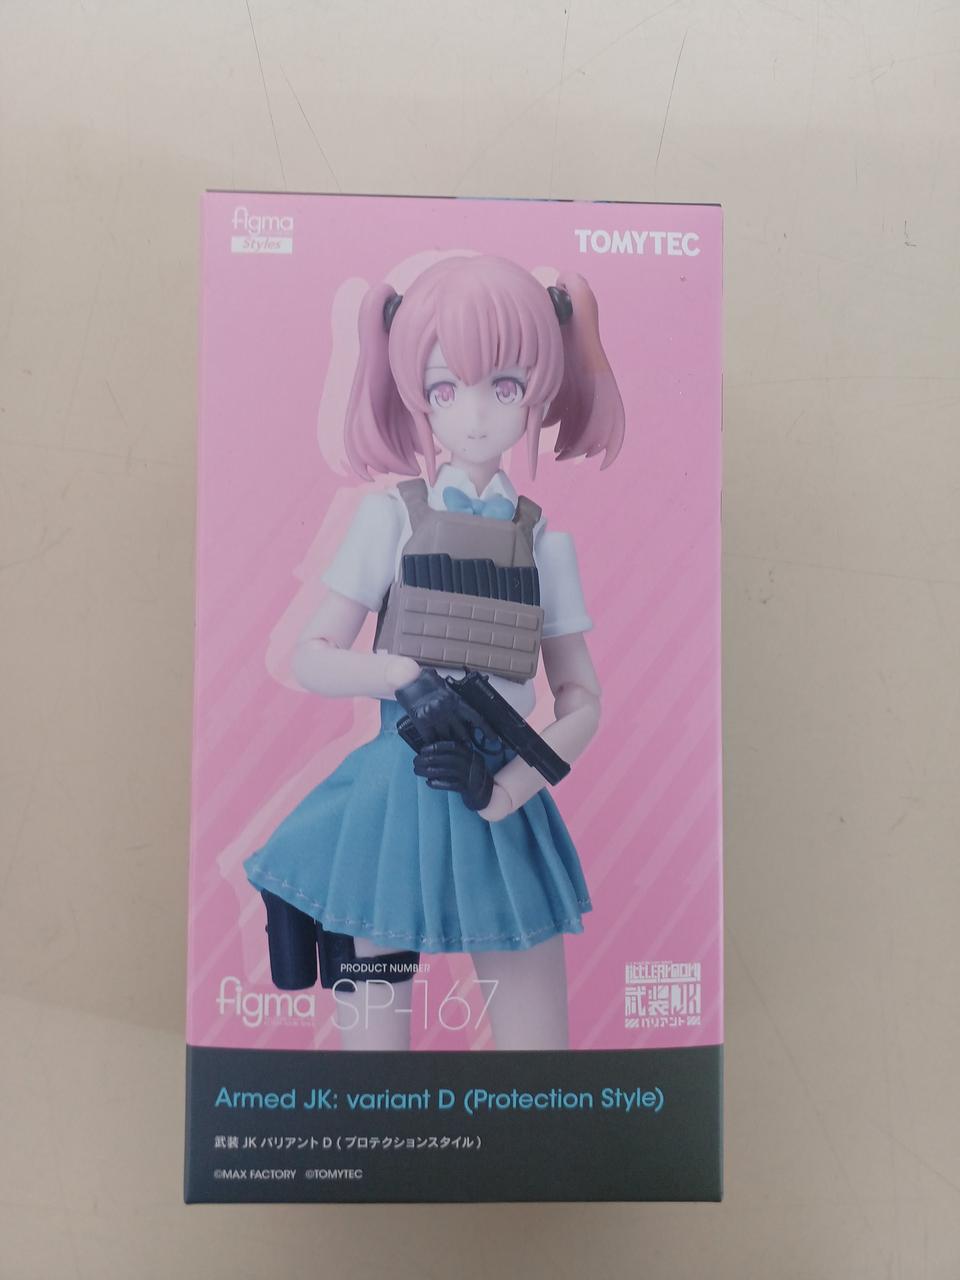 figma
Styles
TOMYTEC
PRODUCT NUMBER
figma
SP-167
LITTLE ARMORY
武装JK
バリアント
Armed JK: variant D (Protection Style)
武装 JK バリアント D ( プロテクションスタイル )
©MAX FACTORY ©TOMYTEC